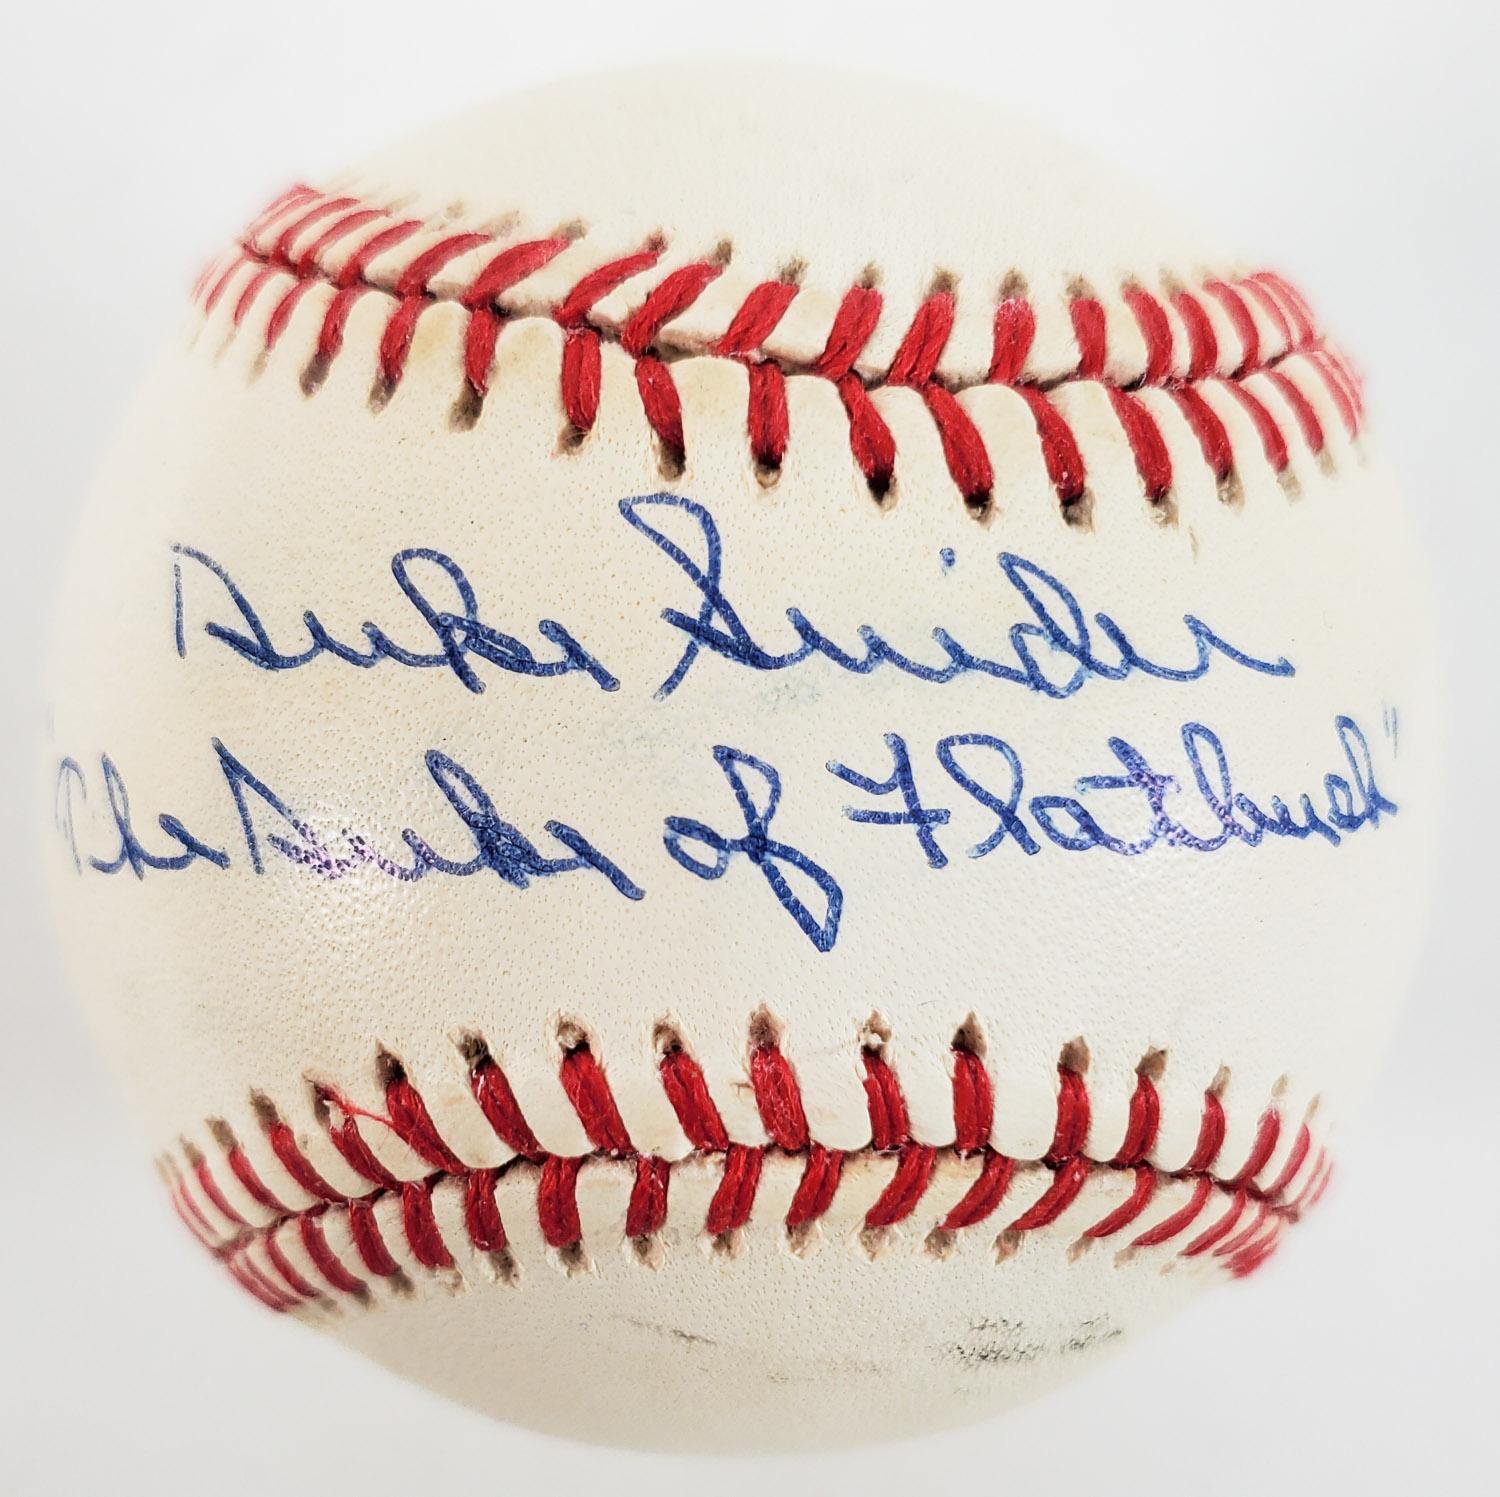 Duke Snider
"The Duke of Flatbush"